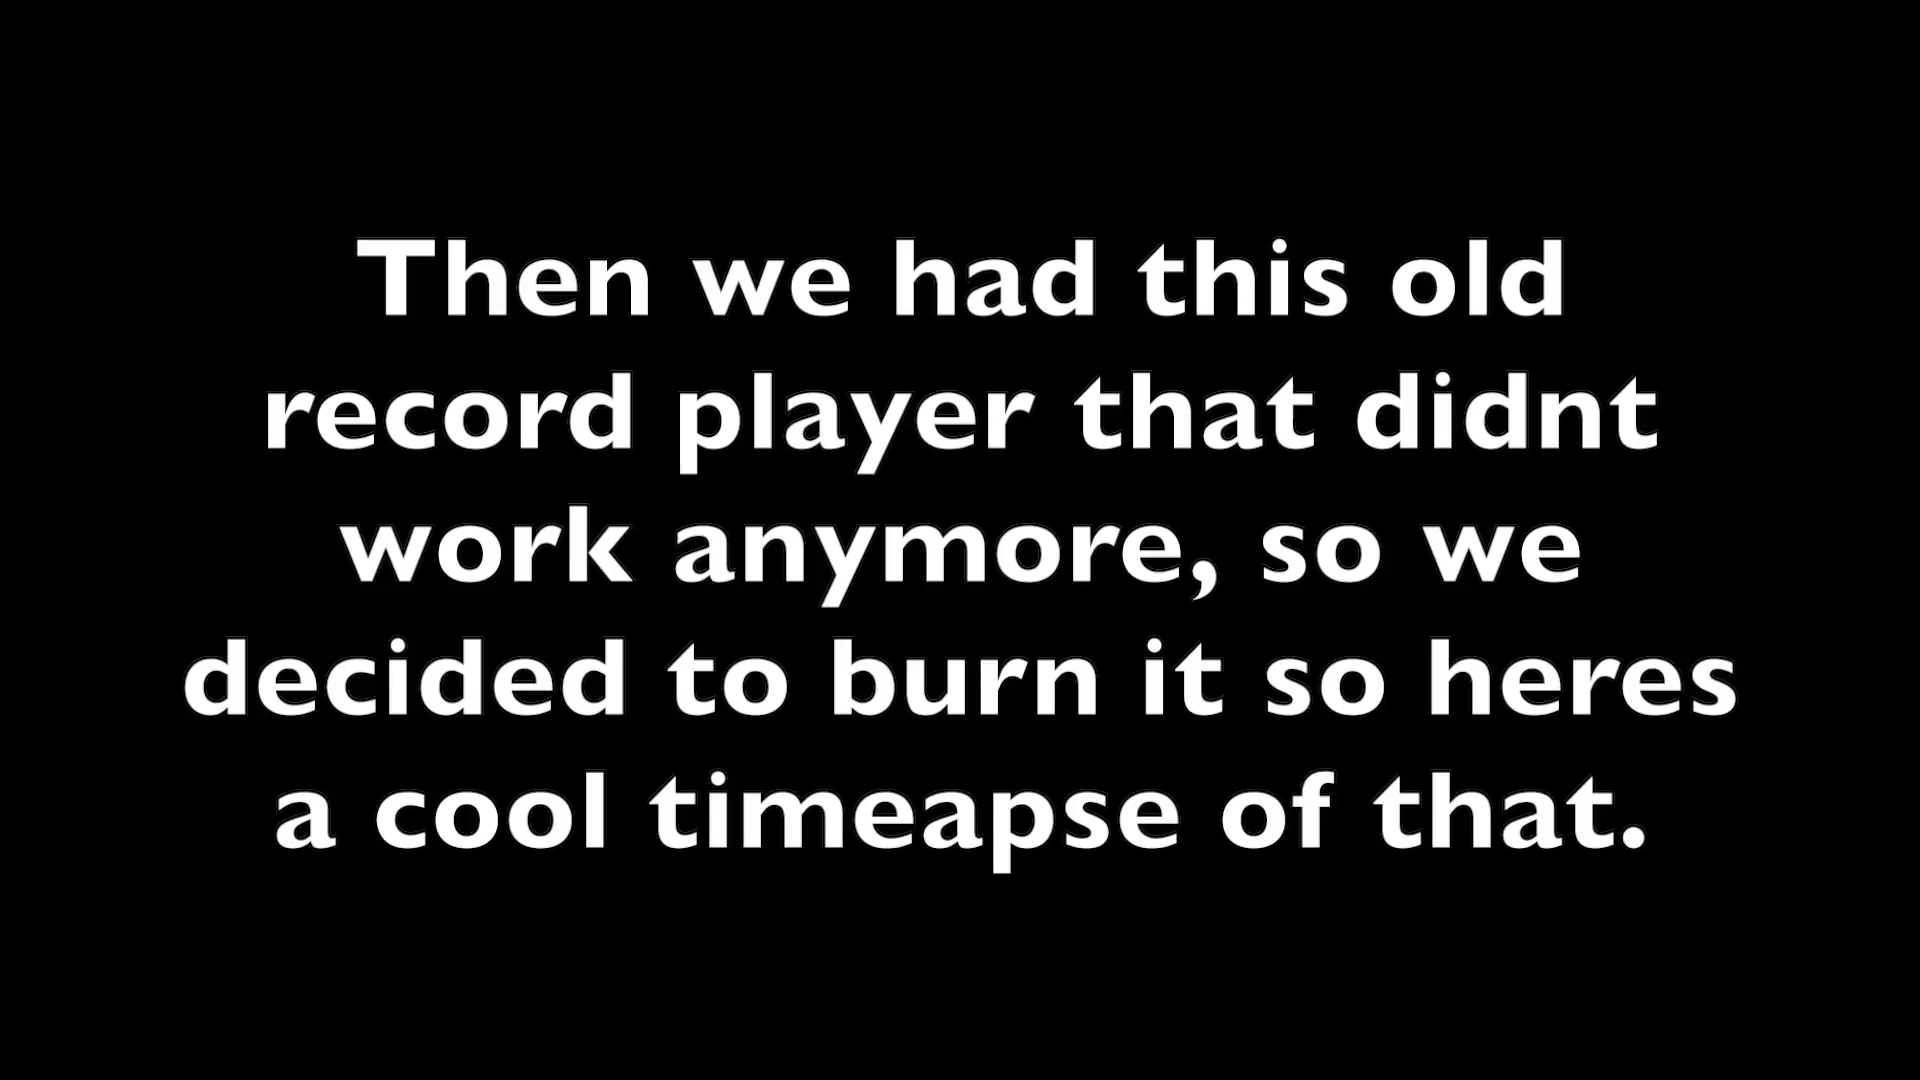 Then we had this old
record player that didnt
work anymore, so we
decided to burn it so heres
a cool timeapse of that.